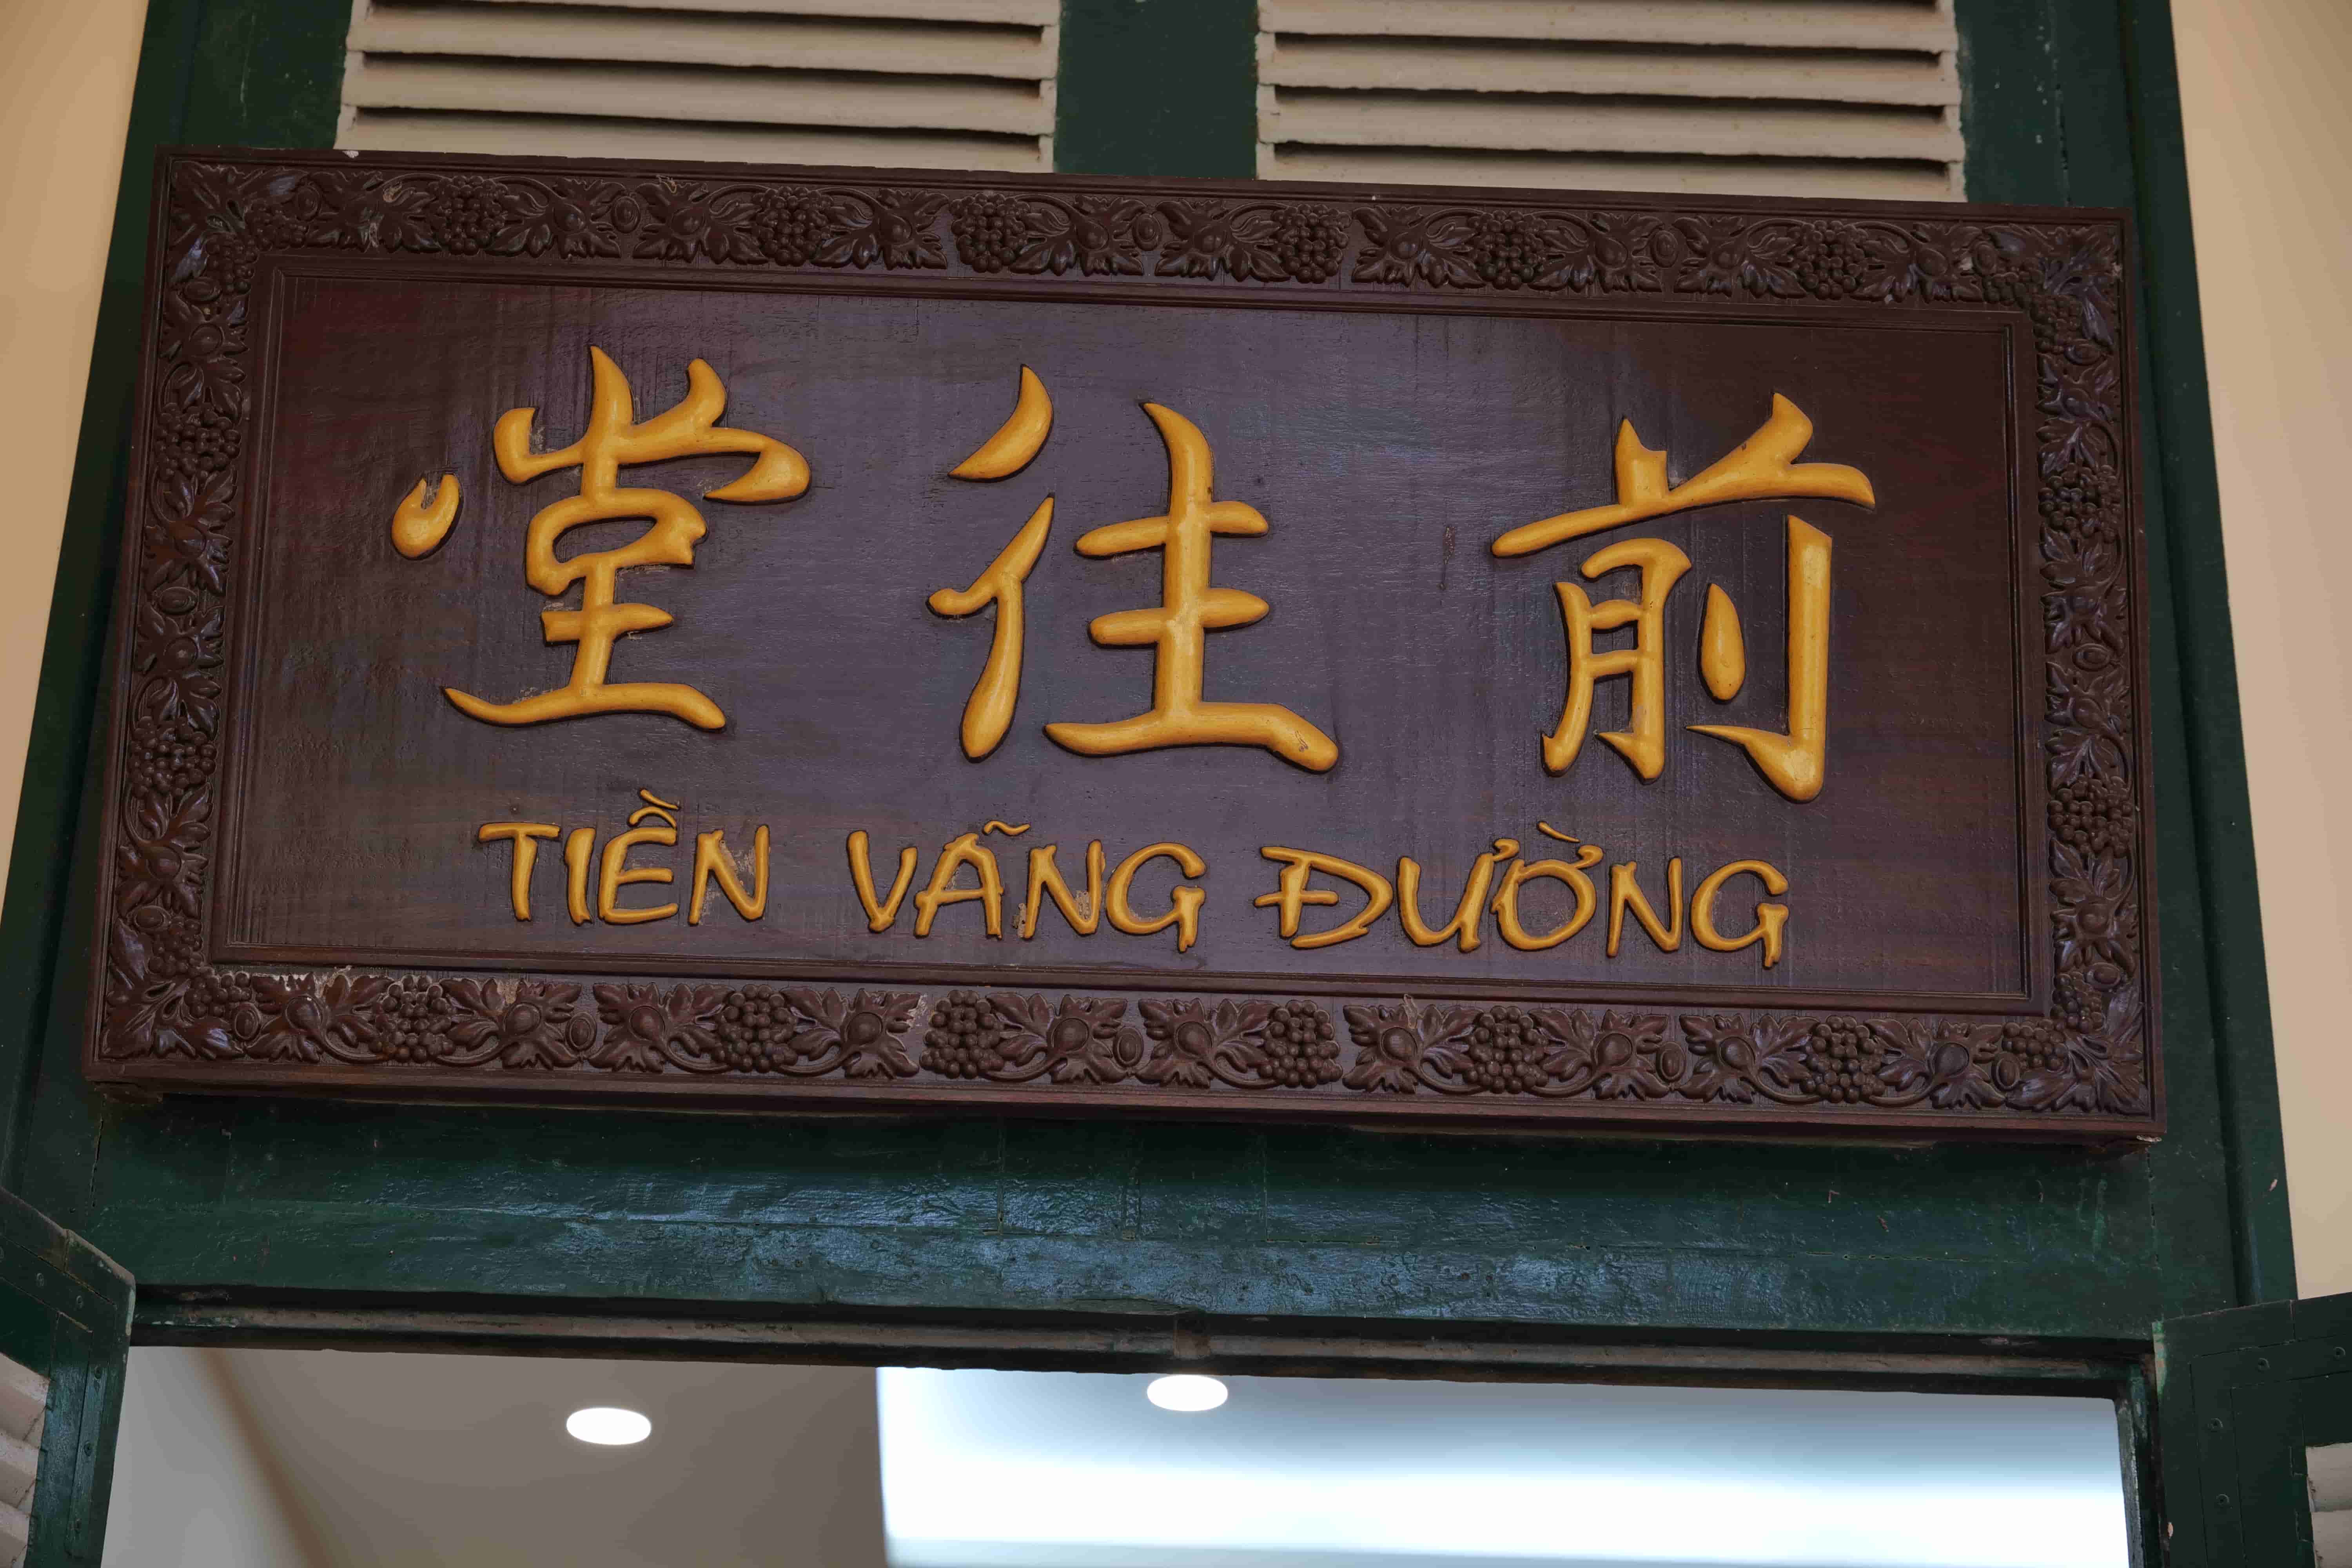 前往堂
TIỀN VÃNG ĐƯỜNG